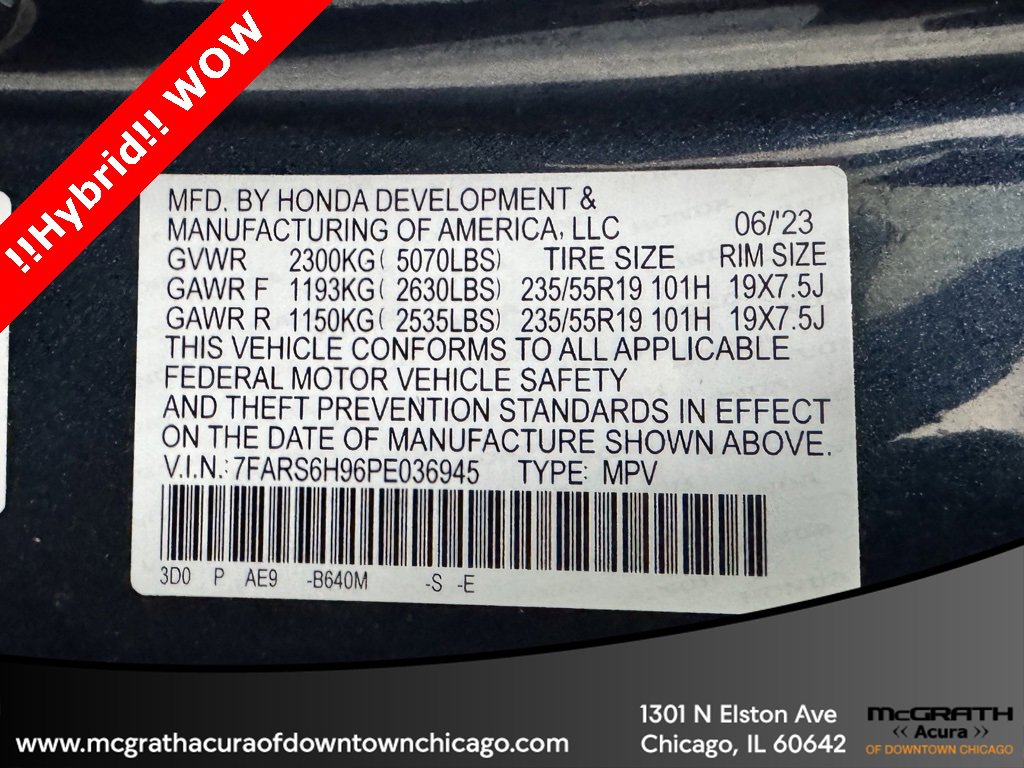 !!Hybrid!! WOW
MFD. BY HONDA DEVELOPMENT &
MANUFACTURING OF AMERICA, LLC 06/'23
GVWR 2300KG( 5070LBS) TIRE SIZE RIM SIZE
GAWR F 1193KG( 2630LBS) 235/55R19 101H 19X7.5J
GAWR R 1150KG( 2535LBS) 235/55R19 101H 19X7.5J
THIS VEHICLE CONFORMS TO ALL APPLICABLE
FEDERAL MOTOR VEHICLE SAFETY
AND THEFT PREVENTION STANDARDS IN EFFECT
ON THE DATE OF MANUFACTURE SHOWN ABOVE.
V.I.N.: 7FARS6H96PE036945 TYPE: MPV
3D0 P AE9 -B640M -S -E
www.mcgrathacuraofdowntownchicago.com
1301 N Elston Ave
Chicago, IL 60642
McGRATH
‹‹ Acura ››
OF DOWNTOWN CHICAGO